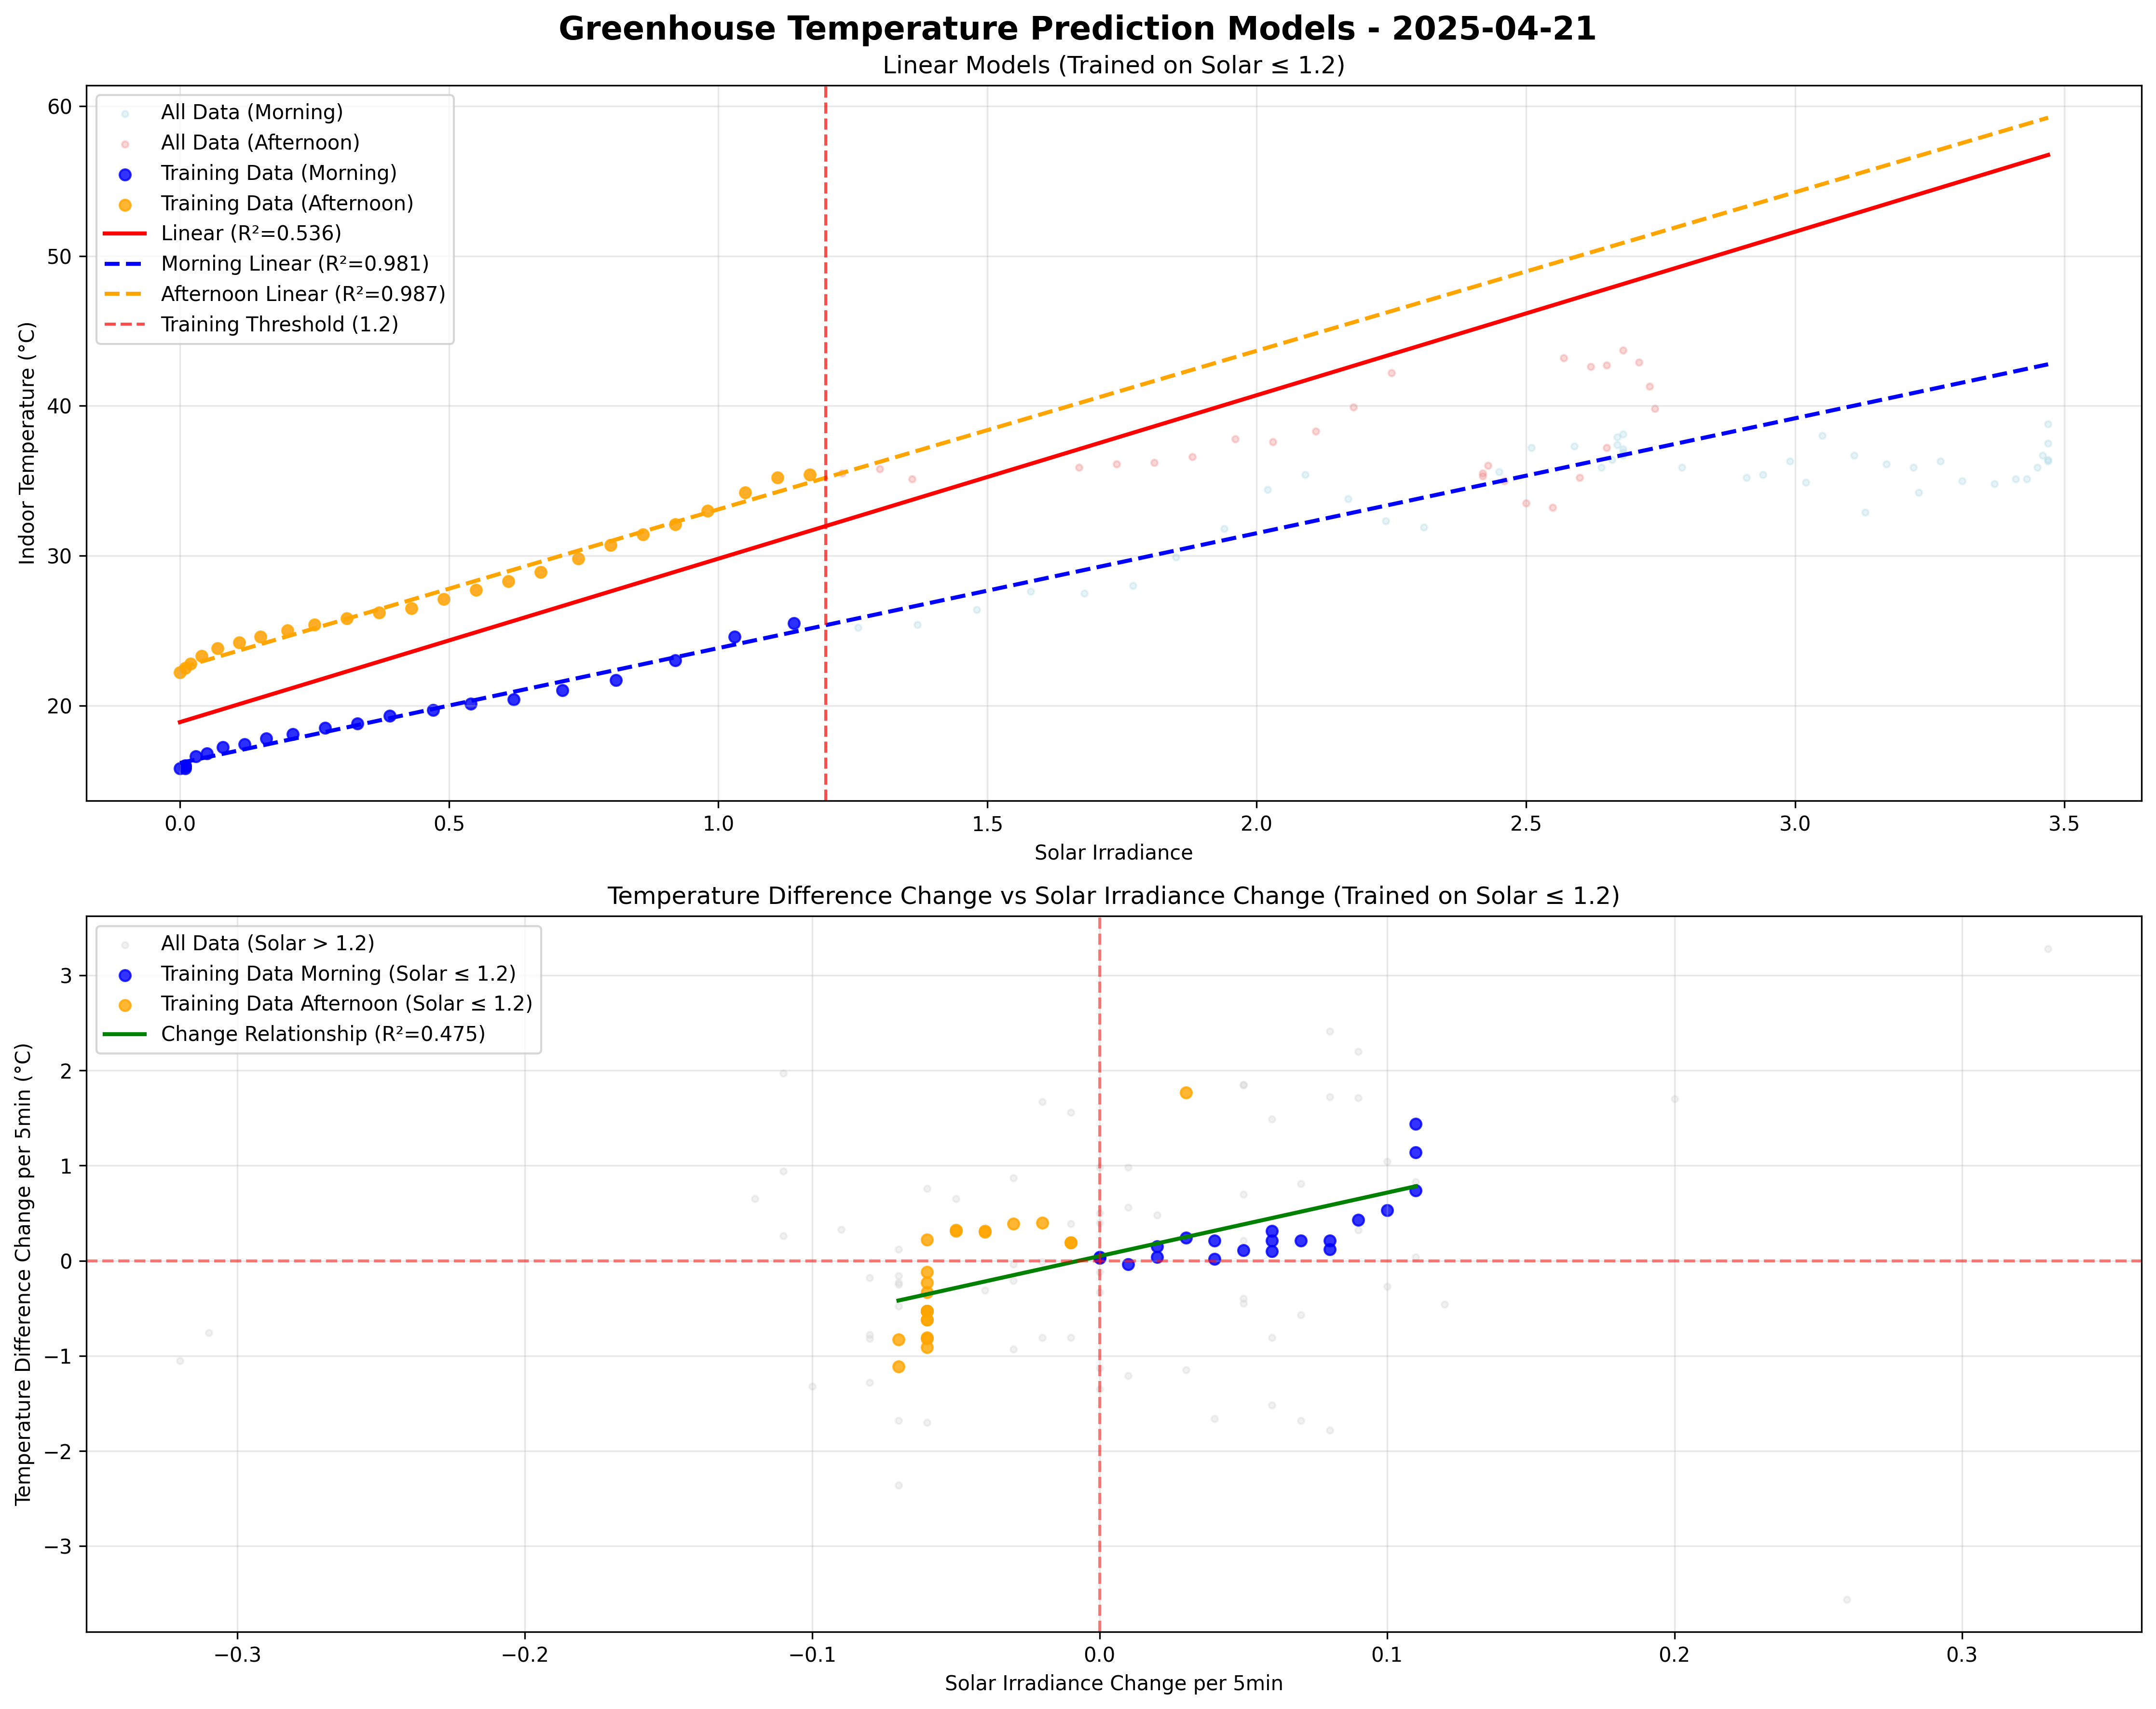 Greenhouse Temperature Prediction Models - 2025-04-21
Linear Models (Trained on Solar ≤ 1.2)
All Data (Morning)
All Data (Afternoon)
Training Data (Morning)
Training Data (Afternoon)
Linear (R²=0.536)
Morning Linear (R²=0.981)
Afternoon Linear (R²=0.987)
Training Threshold (1.2)
Indoor Temperature (°C)
60
50
40
30
20
0.0 0.5 1.0 1.5 2.0 2.5 3.0 3.5
Solar Irradiance
Temperature Difference Change vs Solar Irradiance Change (Trained on Solar ≤ 1.2)
All Data (Solar > 1.2)
Training Data Morning (Solar ≤ 1.2)
Training Data Afternoon (Solar ≤ 1.2)
Change Relationship (R²=0.475)
Temperature Difference Change per 5min (°C)
3
2
1
0
−1
−2
−3
−0.3 −0.2 −0.1 0.0 0.1 0.2 0.3
Solar Irradiance Change per 5min